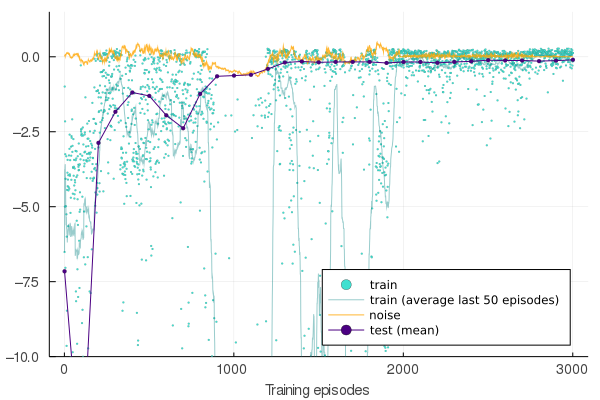 0.0
−2.5
−5.0
−7.5
−10.0
0
1000
2000
3000
Training episodes
train
train (average last 50 episodes)
noise
test (mean)